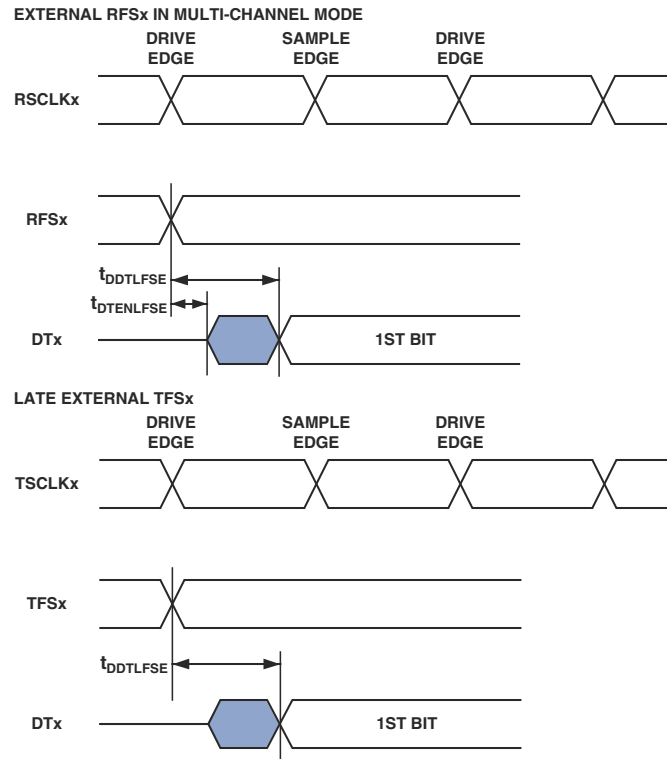 EXTERNAL RFSx IN MULTI-CHANNEL MODE
DRIVE EDGE
SAMPLE EDGE
DRIVE EDGE
RSCLKx
RFSx
tDDTLFSE
tDTENLFSE
DTx
1ST BIT
LATE EXTERNAL TFSx
DRIVE EDGE
SAMPLE EDGE
DRIVE EDGE
TSCLKx
TFSx
tDDTLFSE
DTx
1ST BIT